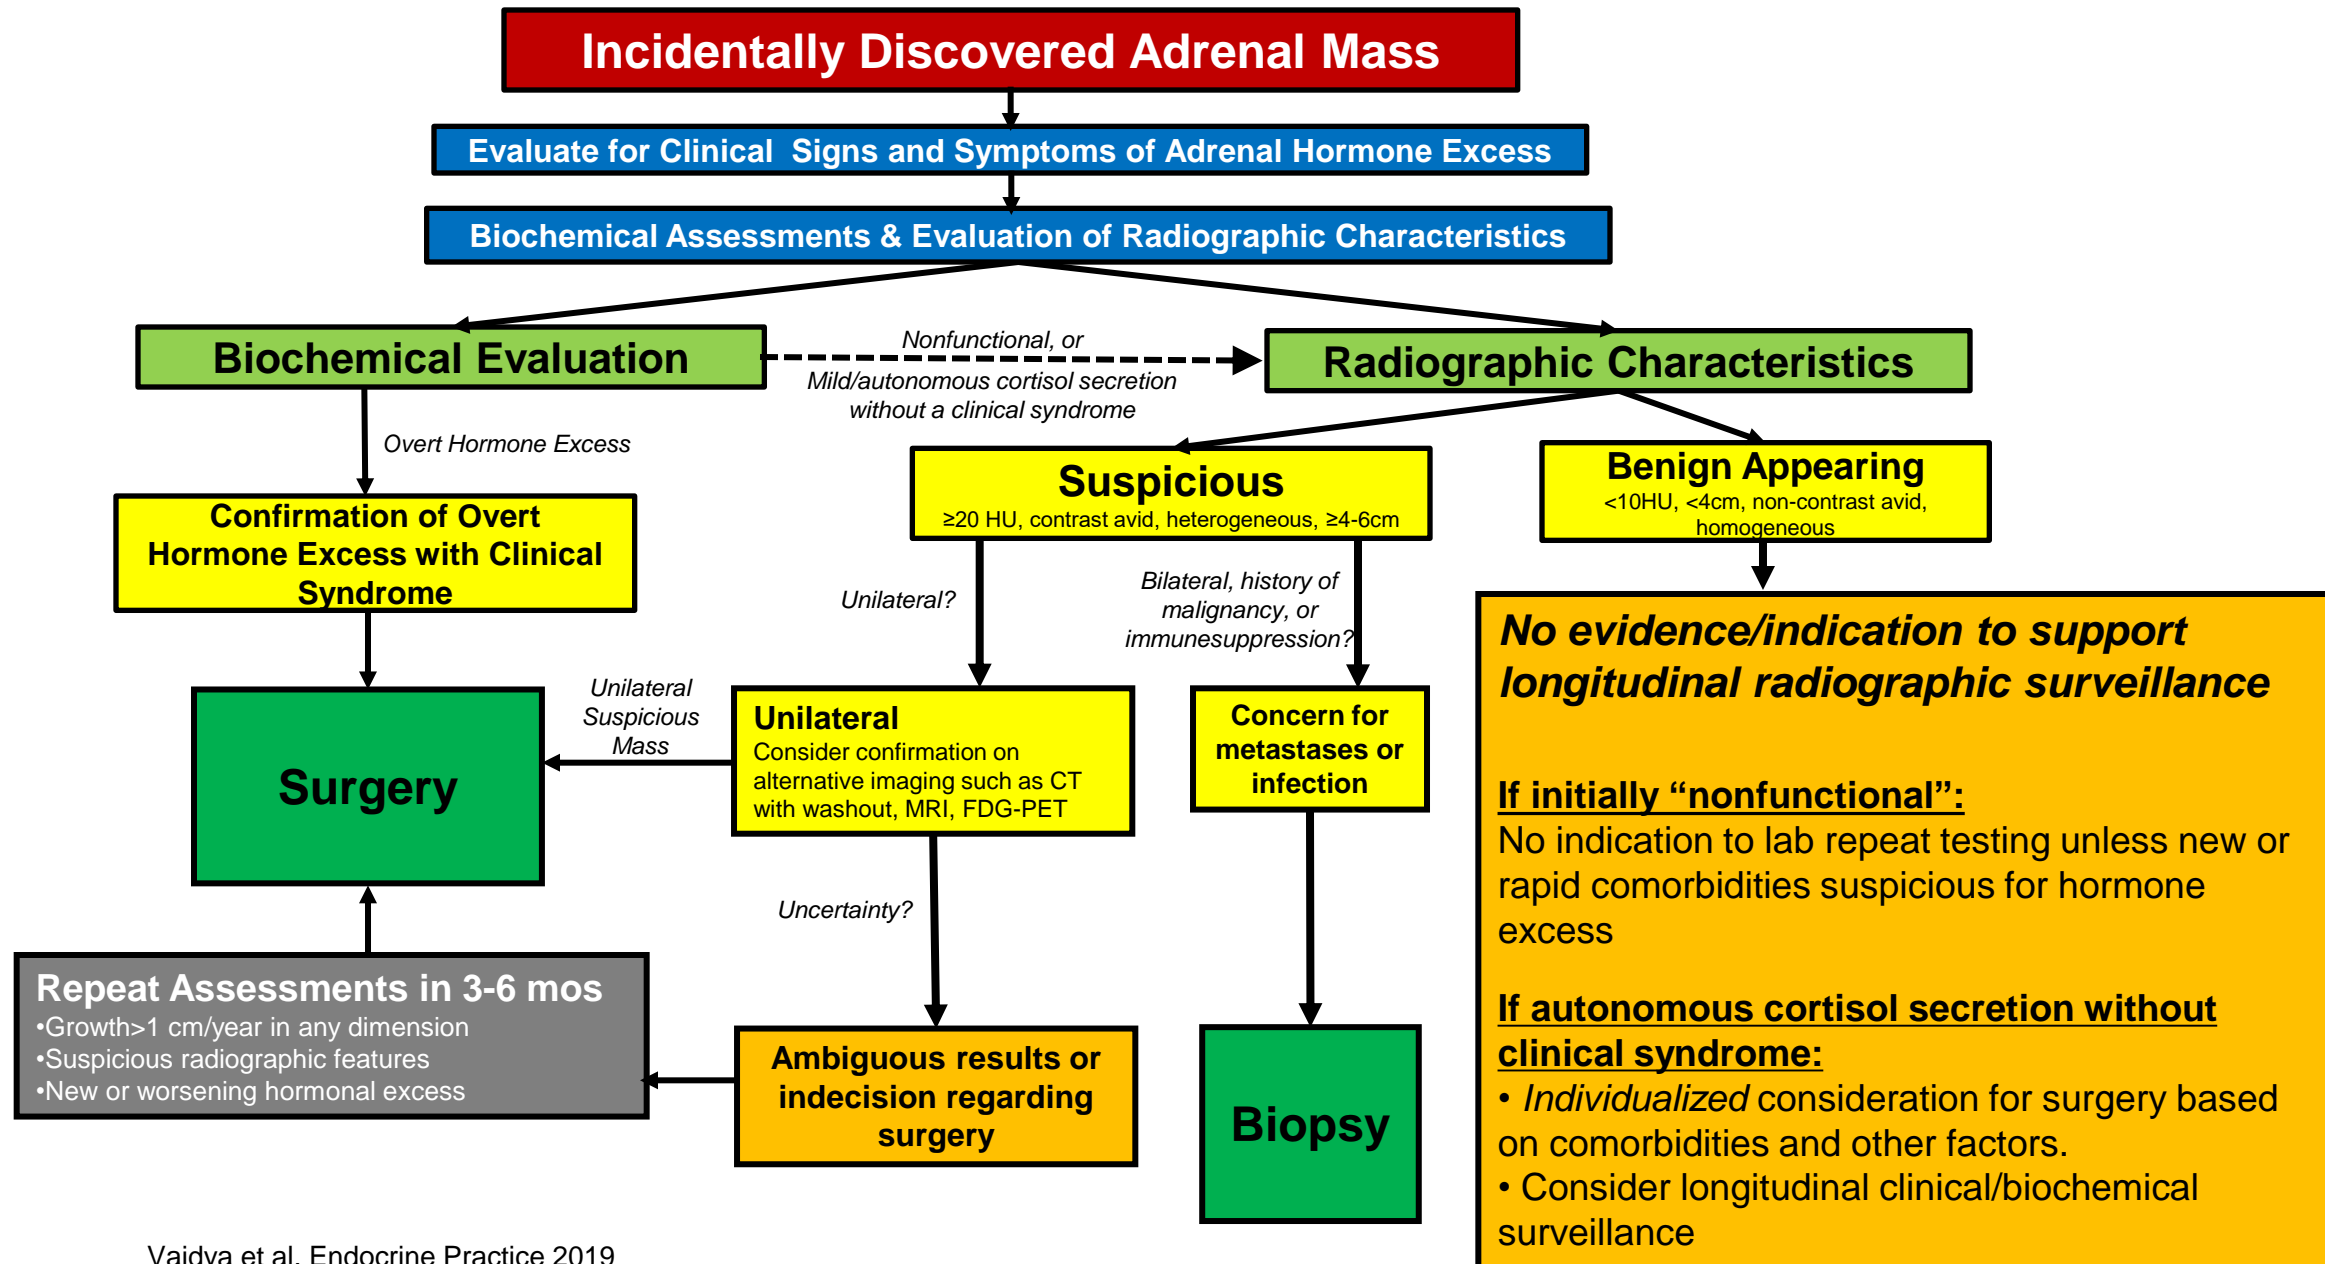 Incidentally Discovered Adrenal Mass
Evaluate for Clinical Signs and Symptoms of Adrenal Hormone Excess
Biochemical Assessments & Evaluation of Radiographic Characteristics
Biochemical Evaluation
Nonfunctional, or
Mild/autonomous cortisol secretion
without a clinical syndrome
Radiographic Characteristics
Overt Hormone Excess
Confirmation of Overt
Hormone Excess with Clinical
Syndrome
Suspicious
≥20 HU, contrast avid, heterogeneous, ≥4-6cm
Benign Appearing
<10HU, <4cm, non-contrast avid,
homogeneous
Unilateral?
Bilateral, history of
malignancy, or
immunesuppression?
Surgery
Unilateral
Suspicious
Mass
Unilateral
Consider confirmation on
alternative imaging such as CT
with washout, MRI, FDG-PET
Concern for
metastases or
infection
Uncertainty?
Repeat Assessments in 3-6 mos
•Growth>1 cm/year in any dimension
•Suspicious radiographic features
•New or worsening hormonal excess
Ambiguous results or
indecision regarding
surgery
Biopsy
No evidence/indication to support
longitudinal radiographic surveillance
If initially “nonfunctional”:
No indication to lab repeat testing unless new or
rapid comorbidities suspicious for hormone
excess
If autonomous cortisol secretion without
clinical syndrome:
• Individualized consideration for surgery based
on comorbidities and other factors.
• Consider longitudinal clinical/biochemical
surveillance
Vaidya et al. Endocrine Practice 2019